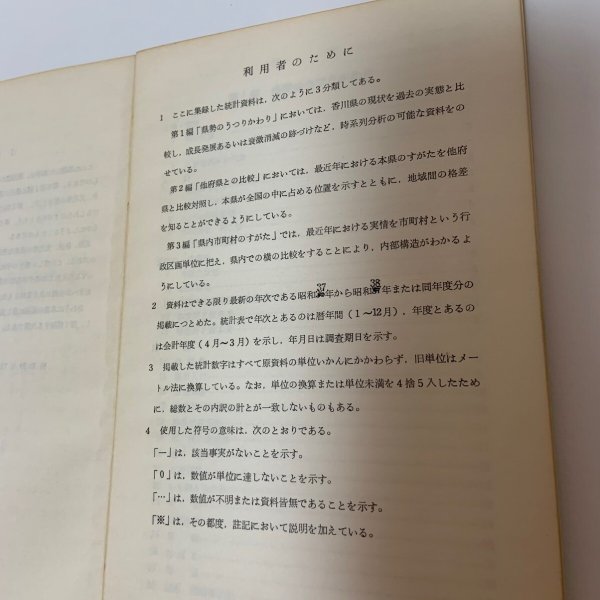 利用者のために
1 ここに集録した統計資料は,次のように3分類してある。
第1編「県勢のうつりかわり」においては,香川県の現状を過去の実態と比
較し,成長発展あるいは衰微消滅の跡づけなど,時系列分析の可能な資料をの
せている。
第2編「他府県との比較」においては,最近年における本県のすがたを他府
県と比較対照し,本県が全国の中に占める位置を示すとともに,地域間の格差
を知ることができるようにしている。
第3編「県内市町村のすがた」では,最近年における実情を市町村という行
政区画単位に把え,県内での横の比較をすることにより,内部構造がわかるよ
うにしている。
2 資料はできる限り最新の年次である昭和37年から昭和38年または同年度分の
掲載につとめた。統計表で年次とあるのは暦年間(1〜12月),年度とあるの
は会計年度(4月〜3月)を示し,年月日は調査期日を示す。
3 掲載した統計数字はすべて原資料の単位いかんにかかわらず,旧単位はメー
トル法に換算している。なお,単位の換算または単位未満を4捨5入したため
に,総数とその内訳の計とが一致しないものもある。
4 使用した符号の意味は,次のとおりである。
「—」は,該当事実がないことを示す。
「0」は,数値が単位に達しないことを示す。
「…」は,数値が不明または資料皆無であることを示す。
「※」は,その都度,註記において説明を加えている。